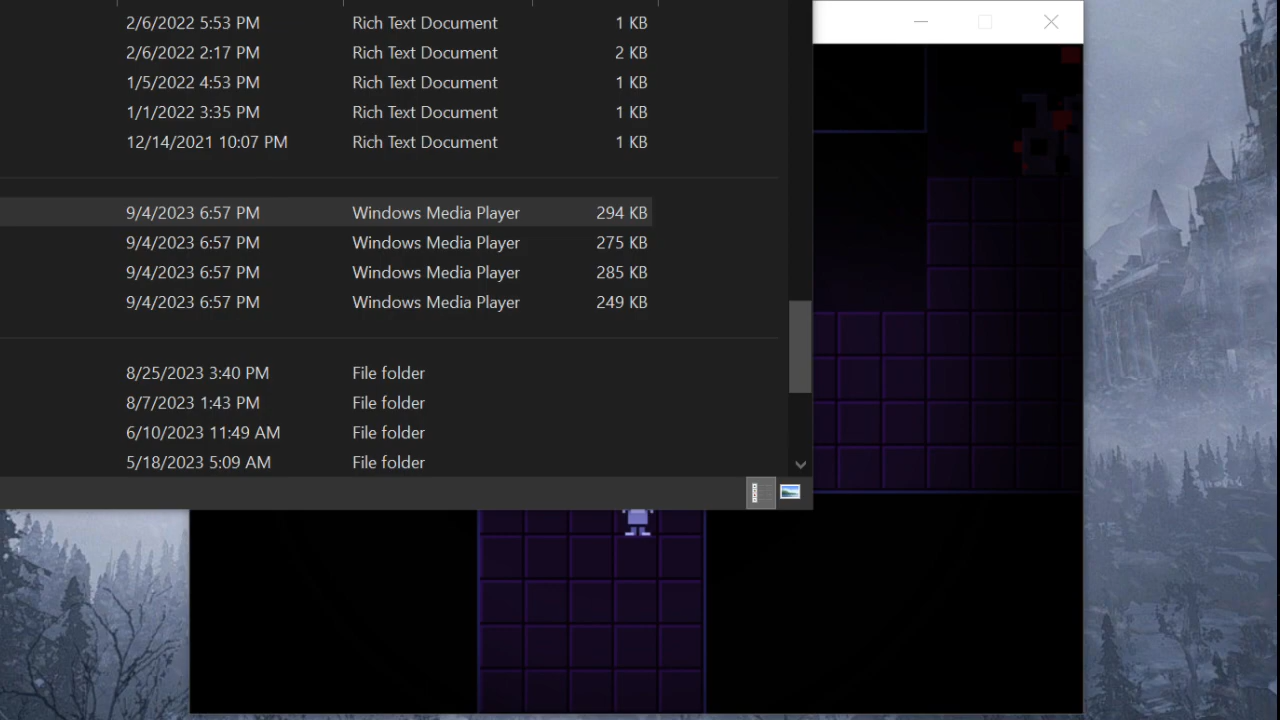 2/6/2022 5:53 PM Rich Text Document 1 KB
2/6/2022 2:17 PM Rich Text Document 2 KB
1/5/2022 4:53 PM Rich Text Document 1 KB
1/1/2022 3:35 PM Rich Text Document 1 KB
12/14/2021 10:07 PM Rich Text Document 1 KB
9/4/2023 6:57 PM Windows Media Player 294 KB
9/4/2023 6:57 PM Windows Media Player 275 KB
9/4/2023 6:57 PM Windows Media Player 285 KB
9/4/2023 6:57 PM Windows Media Player 249 KB
8/25/2023 3:40 PM File folder
8/7/2023 1:43 PM File folder
6/10/2023 11:49 AM File folder
5/18/2023 5:09 AM File folder